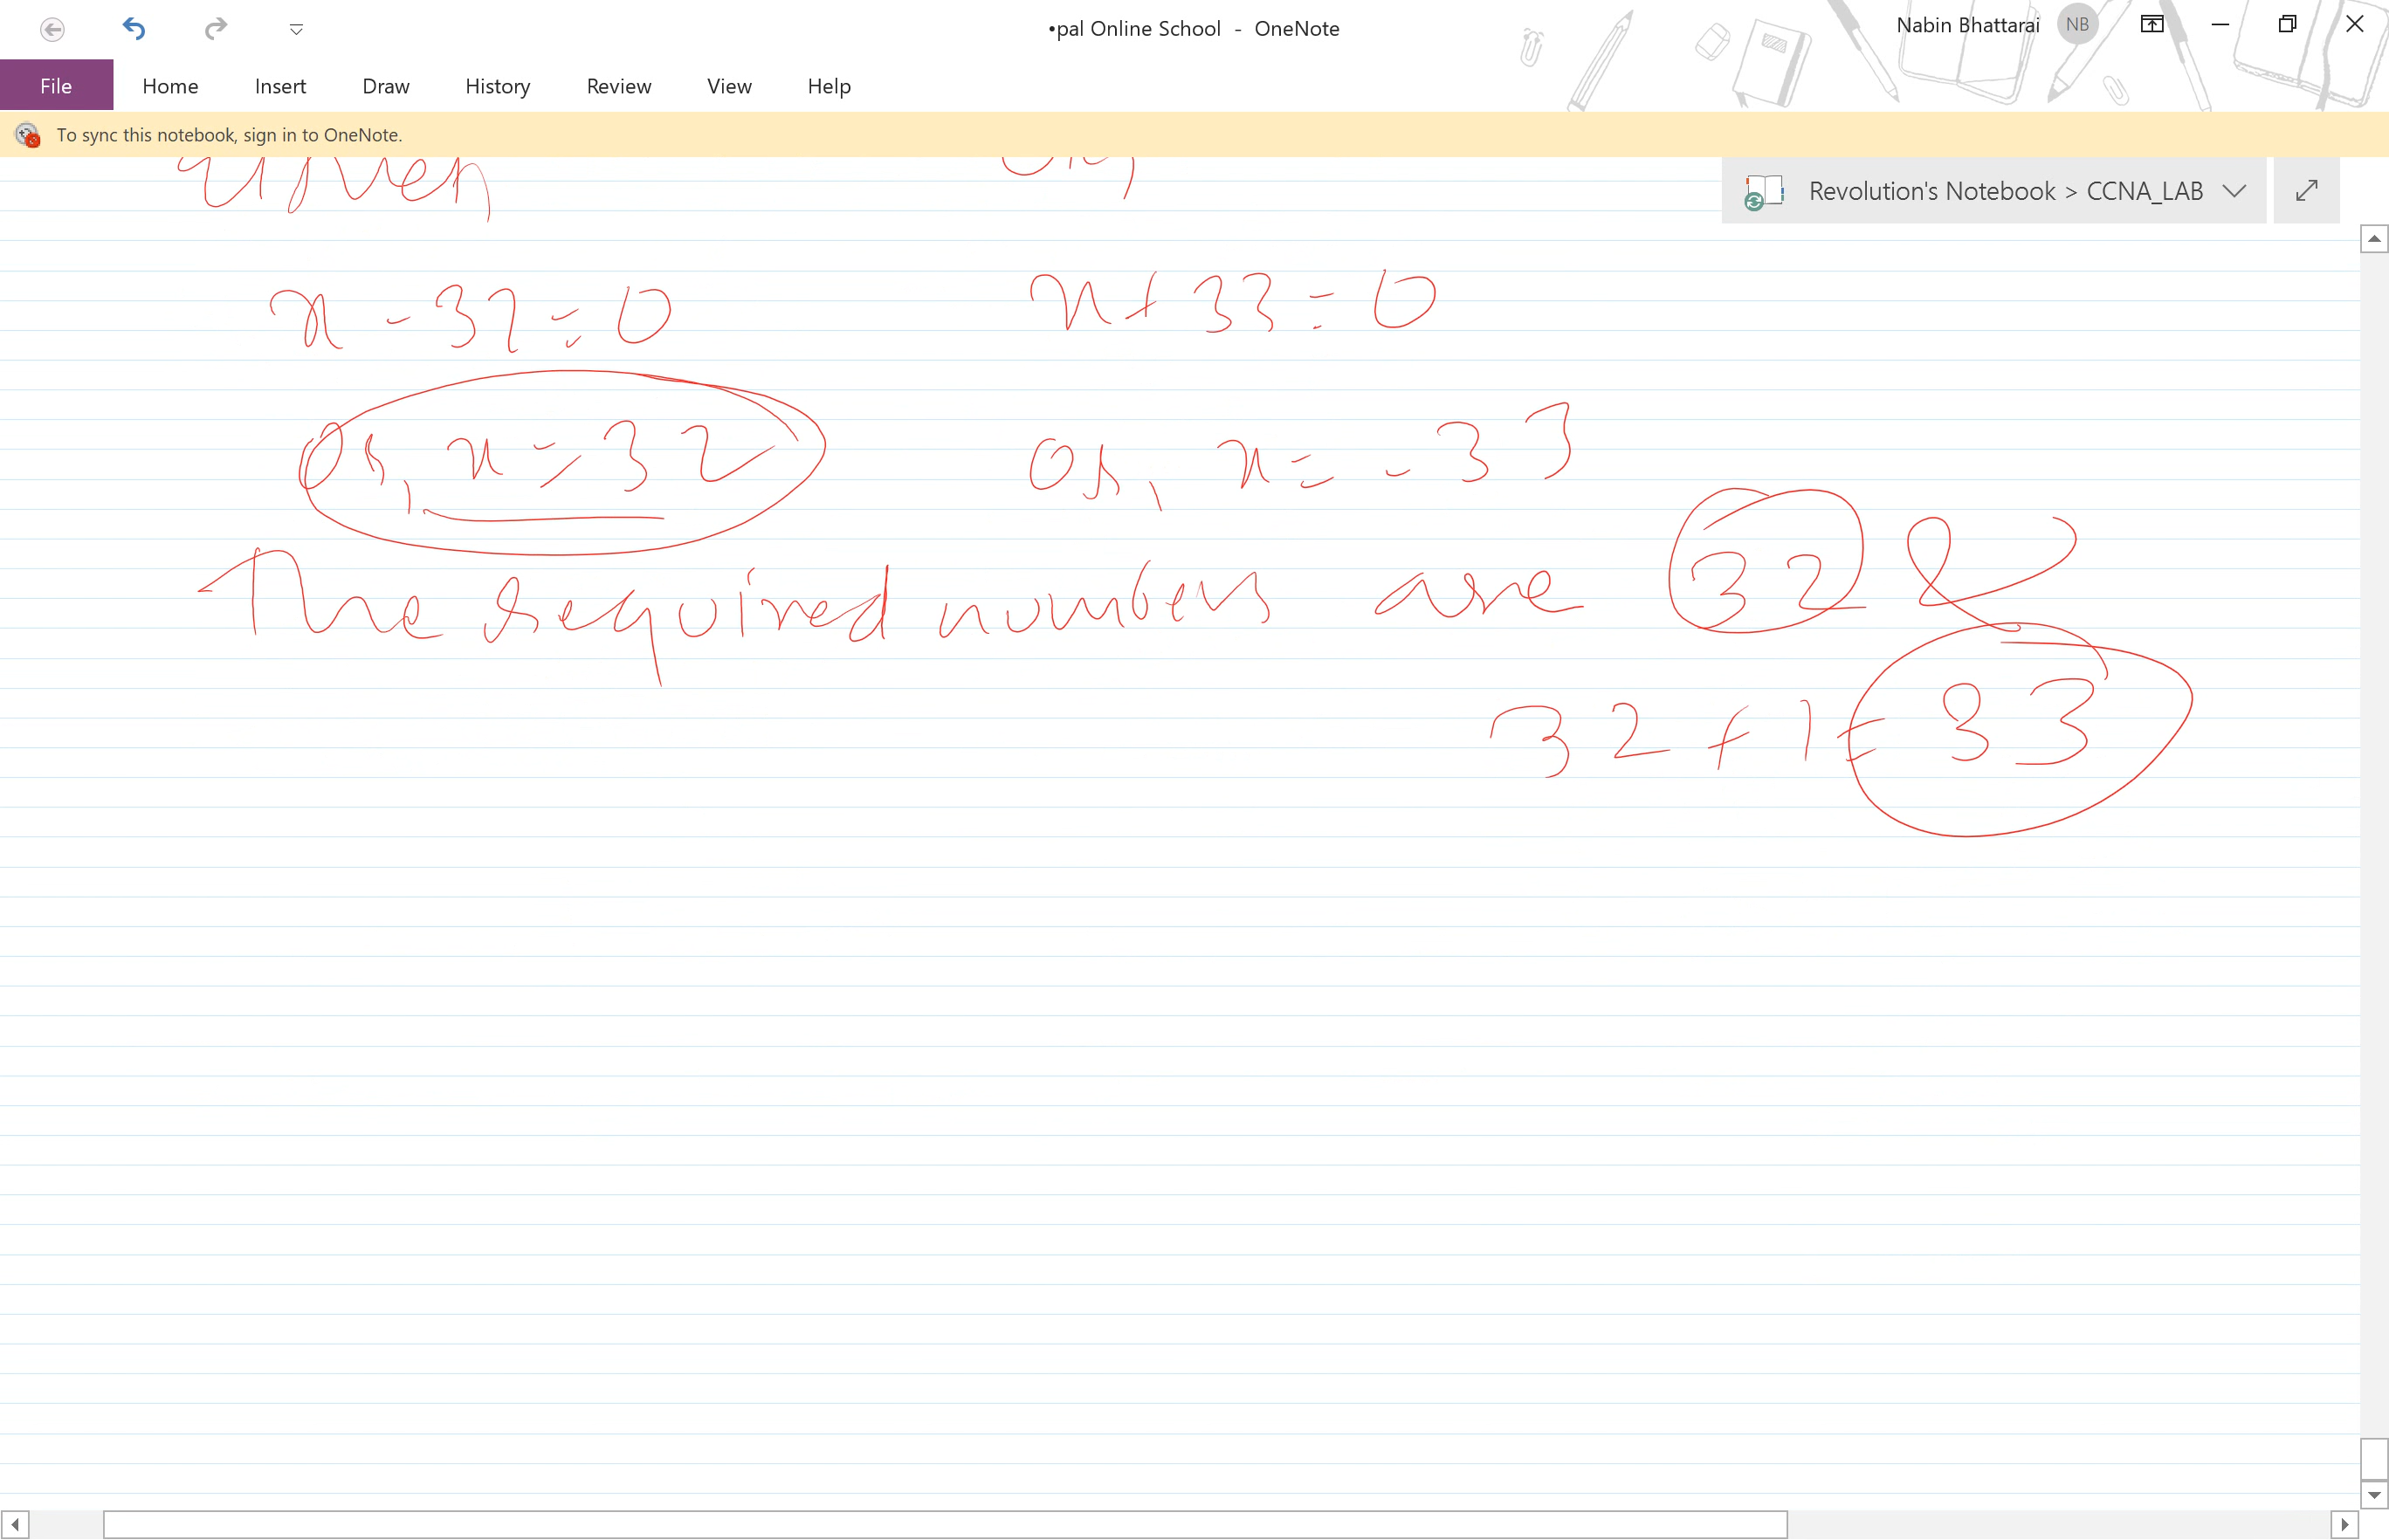 •pal Online School - OneNote
Nabin Bhattarai NB
File Home Insert Draw History Review View Help
To sync this notebook, sign in to OneNote.
Revolution's Notebook > CCNA_LAB
x - 32 = 0 x + 33 = 0
Or, x = 32 Or, x = -33
The required numbers are 32 &
32 + 1 = 33